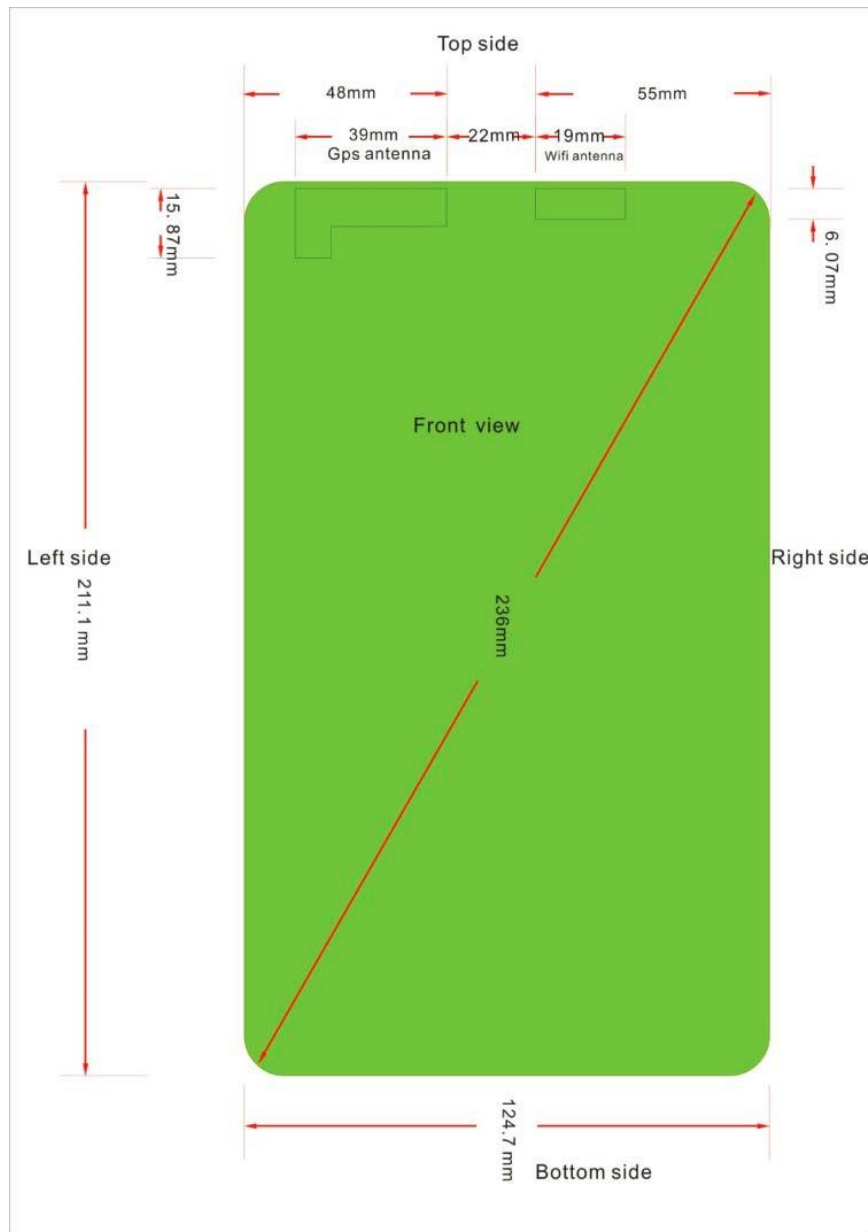 Top side
48mm
55mm
39mm
22mm
19mm
Gps antenna
Wifi antenna
15. 87mm
6. 07mm
Front view
Left side
Right side
211.1 mm
236mm
124.7 mm
Bottom side